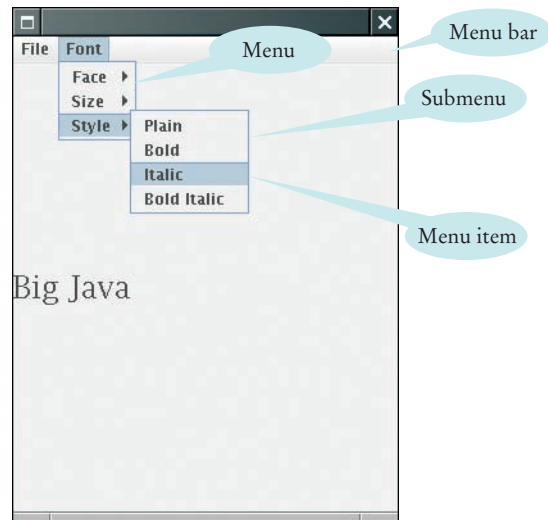 File Font
Menu
Menu bar
Face
Size
Style
Submenu
Plain
Bold
Italic
Bold Italic
Menu item
Big Java